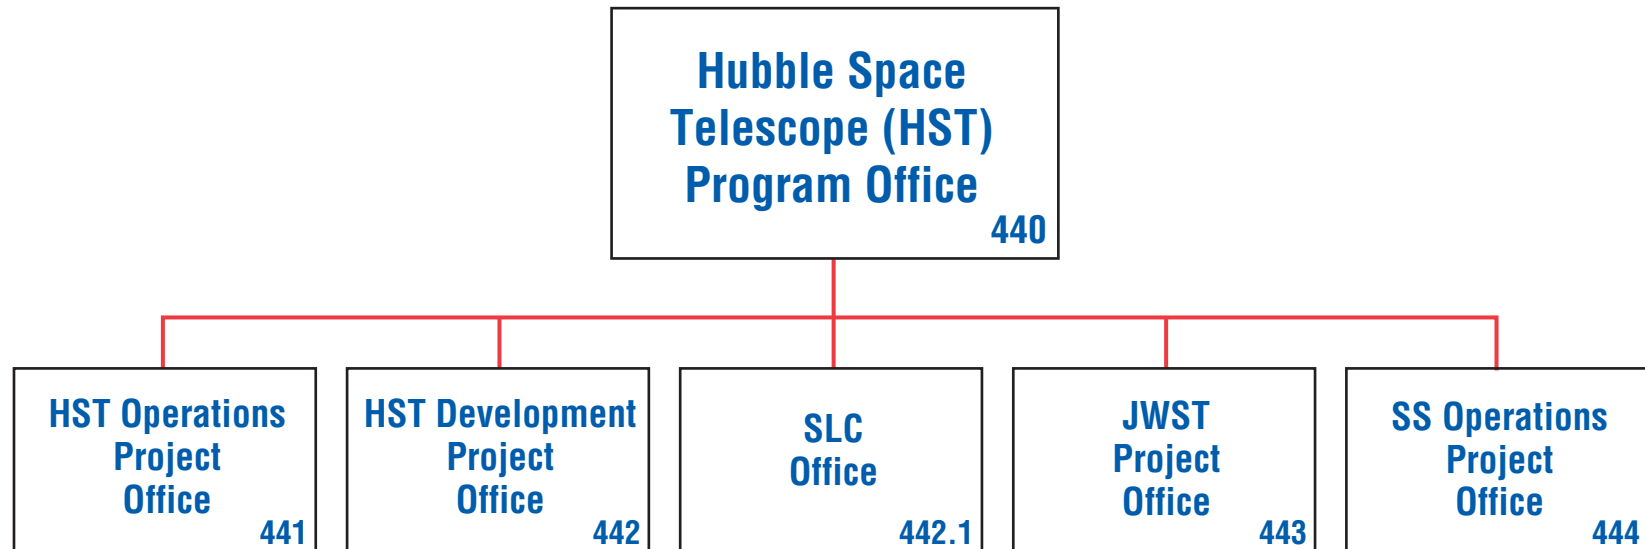 Hubble Space
Telescope (HST)
Program Office
440
HST Operations
Project
Office
441
HST Development
Project
Office
442
SLC
Office
442.1
JWST
Project
Office
443
SS Operations
Project
Office
444